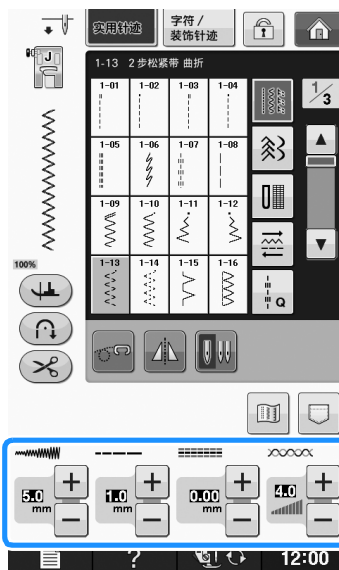 实用针迹
字符/
装饰针迹
J
1-13 2步松紧带 曲折
1/3
1-01 1-02 1-03 1-04
1-05 1-06 1-07 1-08
1-09 1-10 1-11 1-12
1-13 1-14 1-15 1-16
100%
Q
5.0 mm
1.0 mm
0.00 mm
4.0
? 12:00